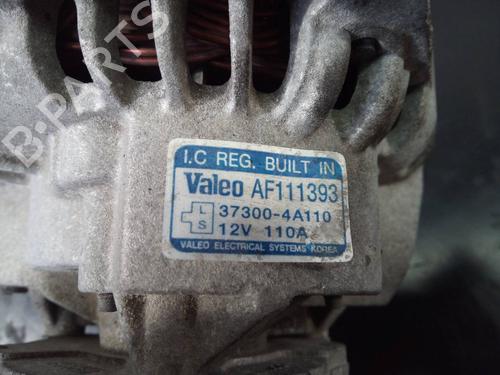 B-PARTS
I.C REG. BUILT IN
Valeo AF111393
L 37300-4A110
S 12V 110A
VALEO ELECTRICAL SYSTEMS KOREA